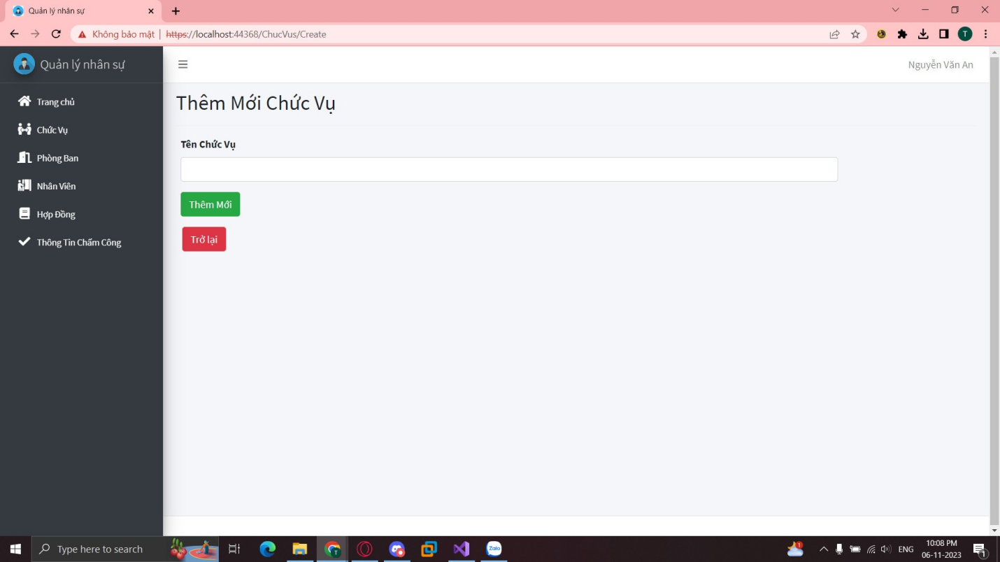 Quản lý nhân sự
Không bảo mật https://localhost:44368/ChucVus/Create
T
Quản lý nhân sự
Nguyễn Văn An
Trang chủ
Chức Vụ
Phòng Ban
Nhân Viên
Hợp Đồng
Thông Tin Chấm Công
Thêm Mới Chức Vụ
Tên Chức Vụ
Thêm Mới
Trở lại
Type here to search
T
Zalo
1
ENG
10:08 PM
06-11-2023
1